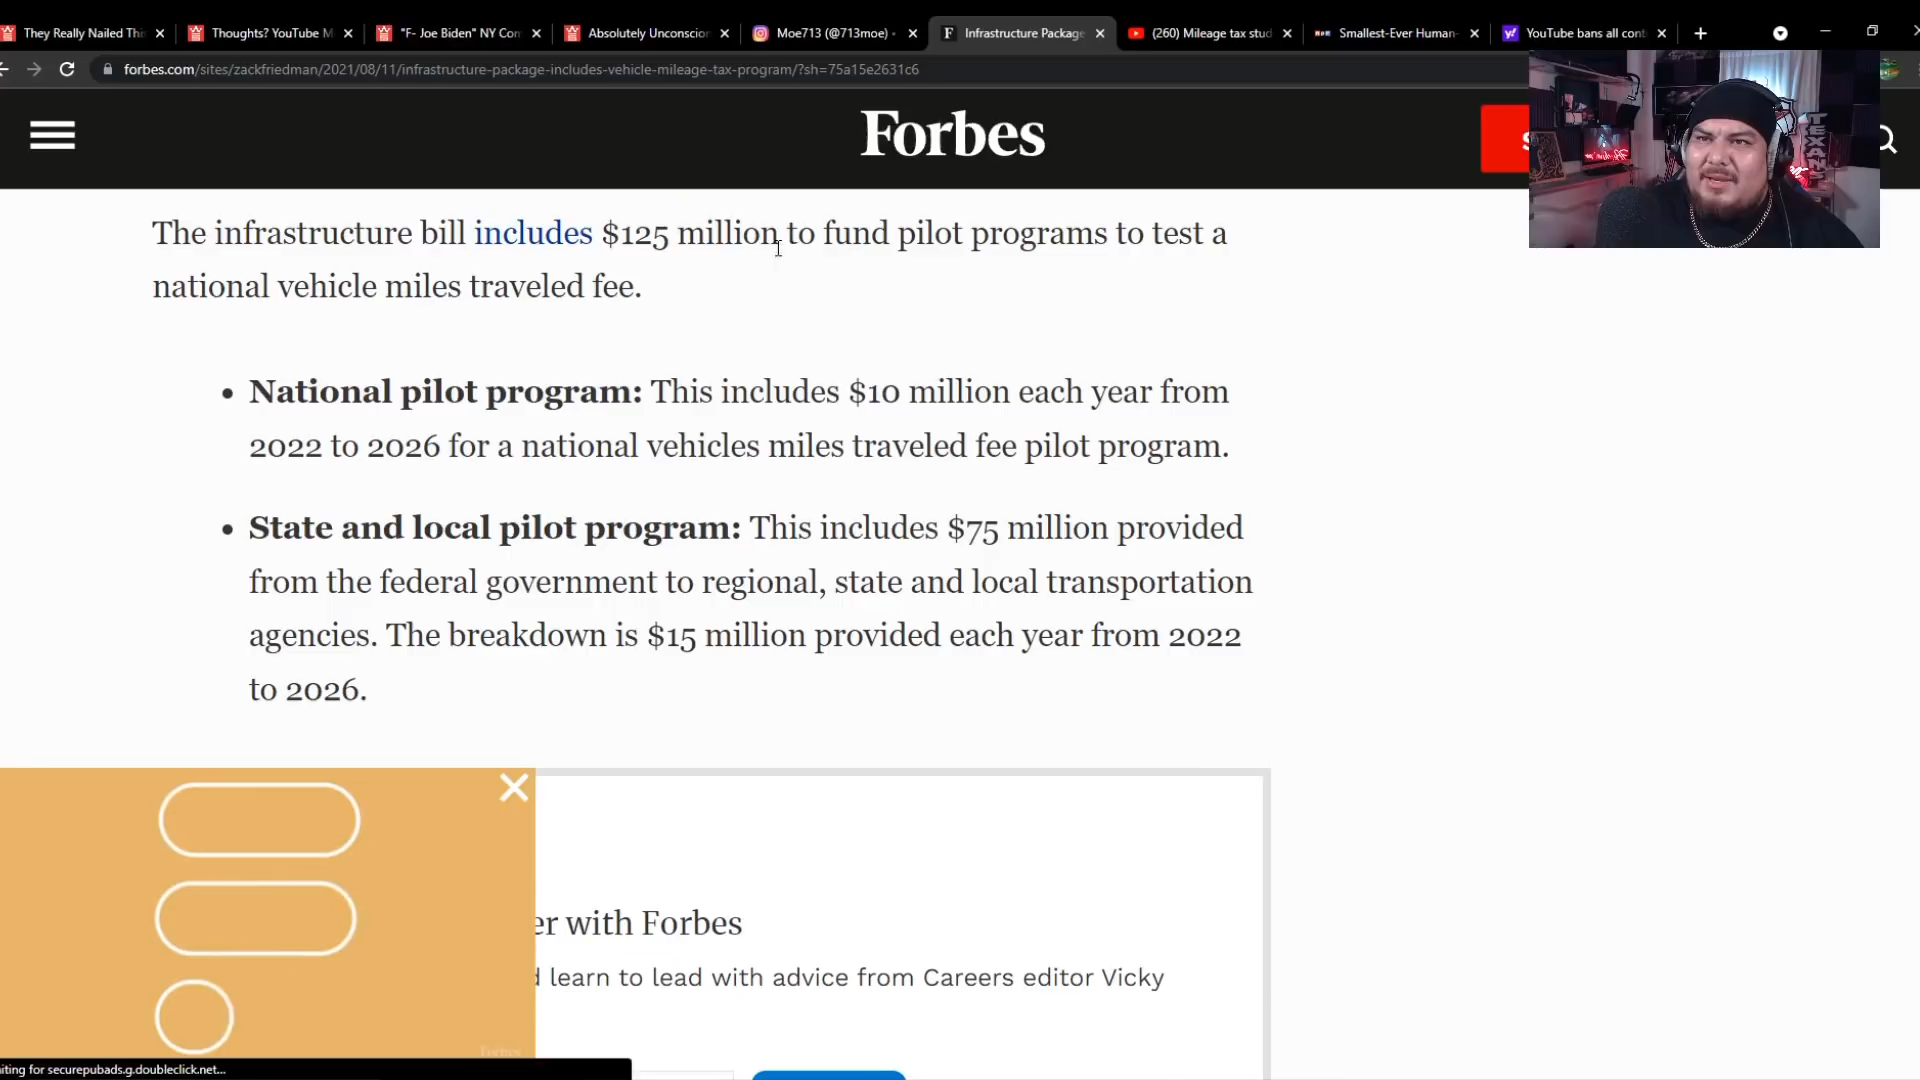 They Really Nailed Thi
Thoughts? YouTube M
"F- Joe Biden" NY Con
Absolutely Unconscion
Moe713 (@713moe) •
Infrastructure Package
(260) Mileage tax stud
Smallest-Ever Human-
YouTube bans all cont
forbes.com/sites/zackfriedman/2021/08/11/infrastructure-package-includes-vehicle-mileage-tax-program/?sh=75a15e2631c6
Forbes
TEXANS
The infrastructure bill includes $125 million to fund pilot programs to test a
national vehicle miles traveled fee.
• National pilot program: This includes $10 million each year from
2022 to 2026 for a national vehicles miles traveled fee pilot program.
• State and local pilot program: This includes $75 million provided
from the federal government to regional, state and local transportation
agencies. The breakdown is $15 million provided each year from 2022
to 2026.
er with Forbes
d learn to lead with advice from Careers editor Vicky
Forbes
iting for securepubads.g.doubleclick.net...